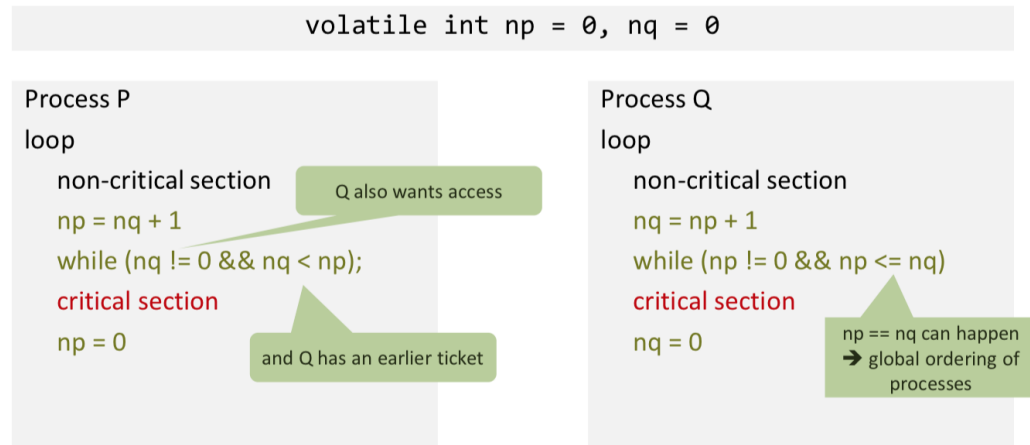 volatile int np = 0, nq = 0
Process P
loop
non-critical section
Q also wants access
np = nq + 1
while (nq != 0 && nq < np);
critical section
and Q has an earlier ticket
np = 0
Process Q
loop
non-critical section
nq = np + 1
while (np != 0 && np <= nq)
critical section
nq = 0
np == nq can happen
➔ global ordering of
processes